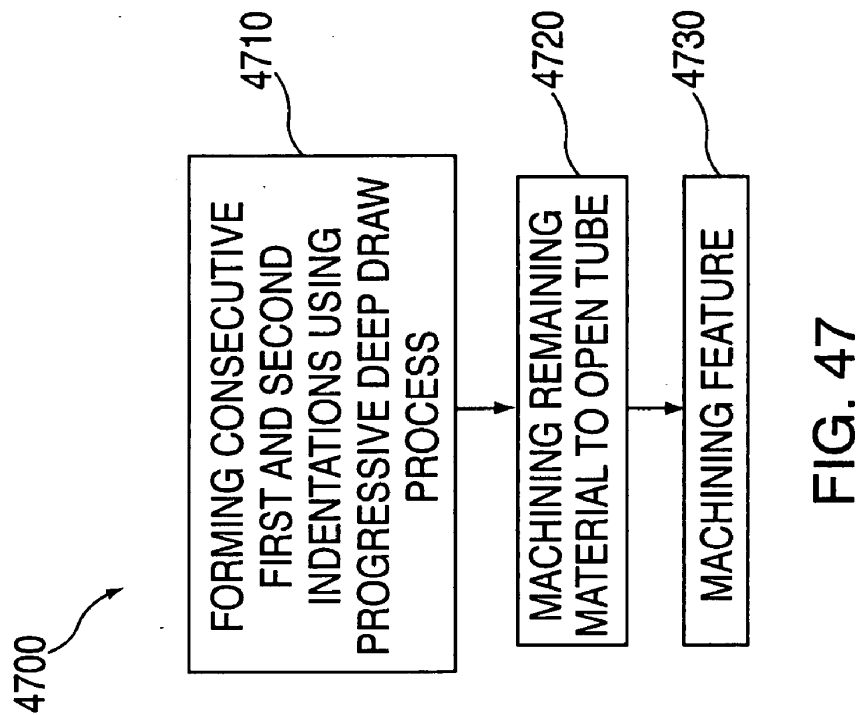 4700
4710
FORMING CONSECUTIVE
FIRST AND SECOND
INDENTATIONS USING
PROGRESSIVE DEEP DRAW
PROCESS
4720
MACHINING REMAINING
MATERIAL TO OPEN TUBE
4730
MACHINING FEATURE
FIG. 47